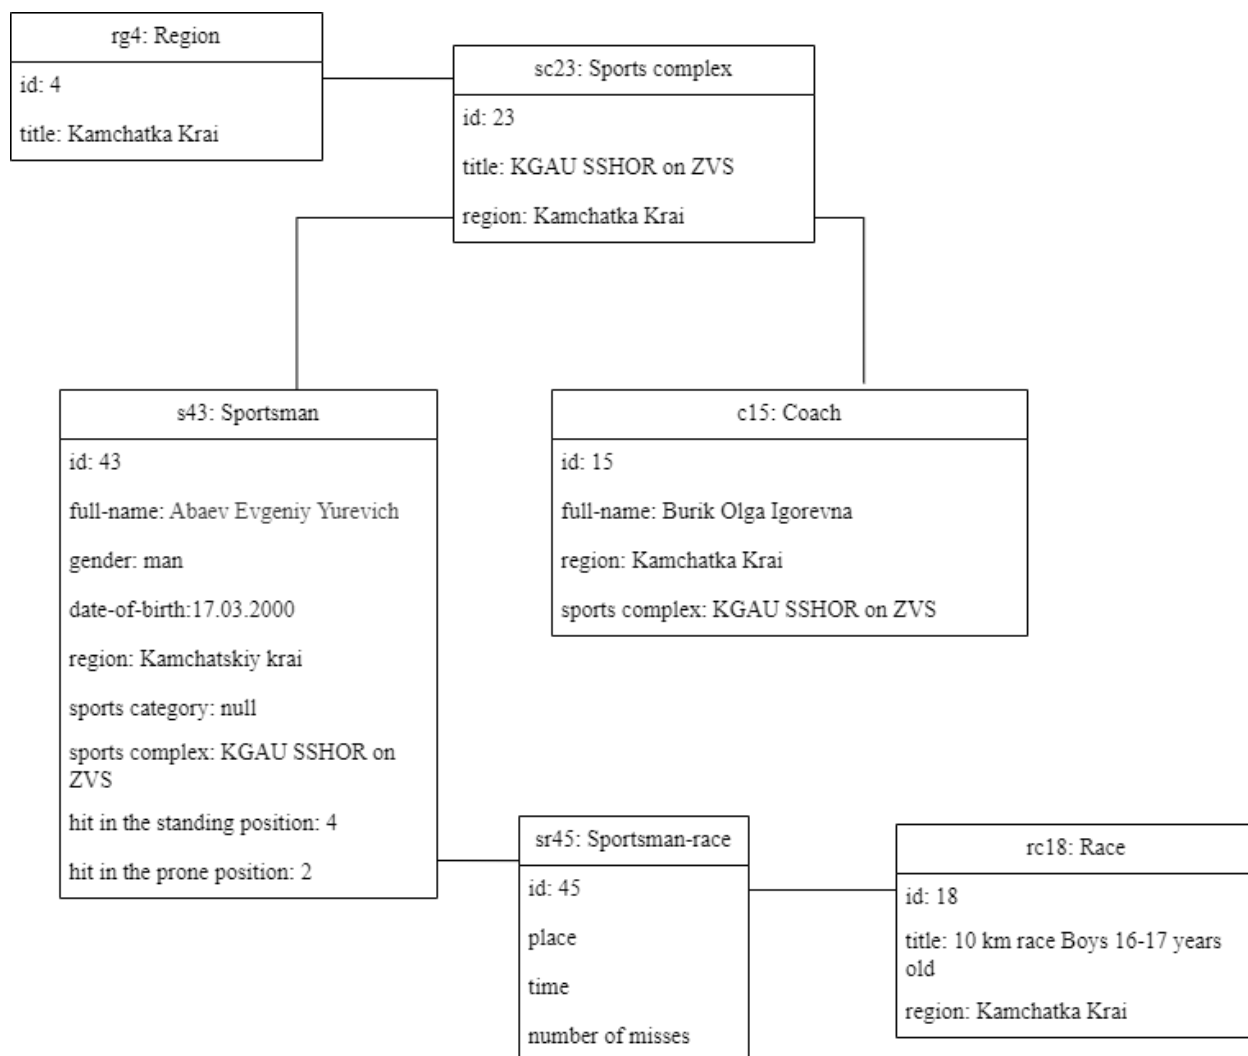 rg4: Region
id: 4
title: Kamchatka Krai
sc23: Sports complex
id: 23
title: KGAU SSHOR on ZVS
region: Kamchatka Krai
s43: Sportsman
id: 43
full-name: Abaev Evgeniy Yurevich
gender: man
date-of-birth:17.03.2000
region: Kamchatskiy krai
sports category: null
sports complex: KGAU SSHOR on
ZVS
hit in the standing position: 4
hit in the prone position: 2
c15: Coach
id: 15
full-name: Burik Olga Igorevna
region: Kamchatka Krai
sports complex: KGAU SSHOR on ZVS
sr45: Sportsman-race
id: 45
place
time
number of misses
rc18: Race
id: 18
title: 10 km race Boys 16-17 years
old
region: Kamchatka Krai